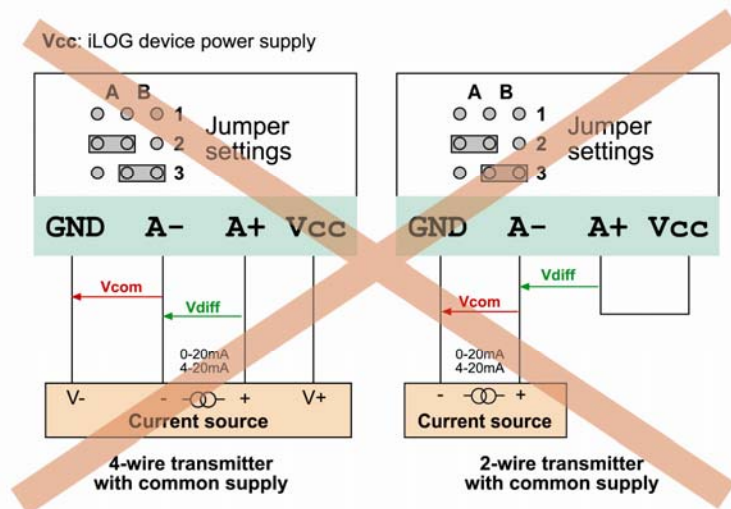 Vcc: iLOG device power supply
A B
1
2
3
Jumper
settings
GND A- A+ Vcc
Vcom
Vdiff
0-20mA
4-20mA
V- - + V+
Current source
4-wire transmitter
with common supply
A B
1
2
3
Jumper
settings
GND A- A+ Vcc
Vdiff
Vcom
0-20mA
4-20mA
- +
Current source
2-wire transmitter
with common supply